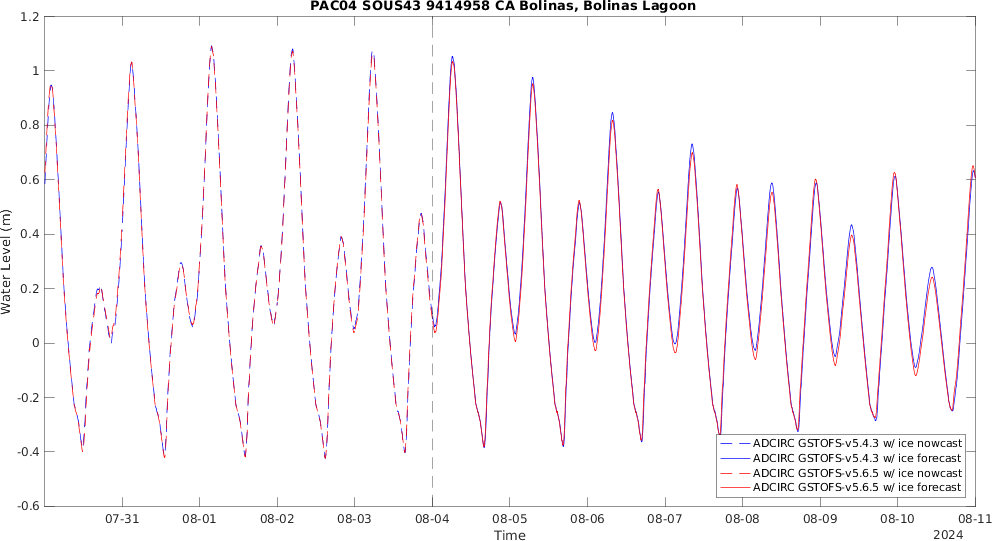 PAC04 SOUS43 9414958 CA Bolinas, Bolinas Lagoon
Water Level (m)
1.2
1
0.8
0.6
0.4
0.2
0
-0.2
-0.4
-0.6
ADCIRC GSTOFS-v5.4.3 w/ ice nowcast
ADCIRC GSTOFS-v5.4.3 w/ ice forecast
ADCIRC GSTOFS-v5.6.5 w/ ice nowcast
ADCIRC GSTOFS-v5.6.5 w/ ice forecast
07-31 08-01 08-02 08-03 08-04 08-05 08-06 08-07 08-08 08-09 08-10 08-11
Time
2024